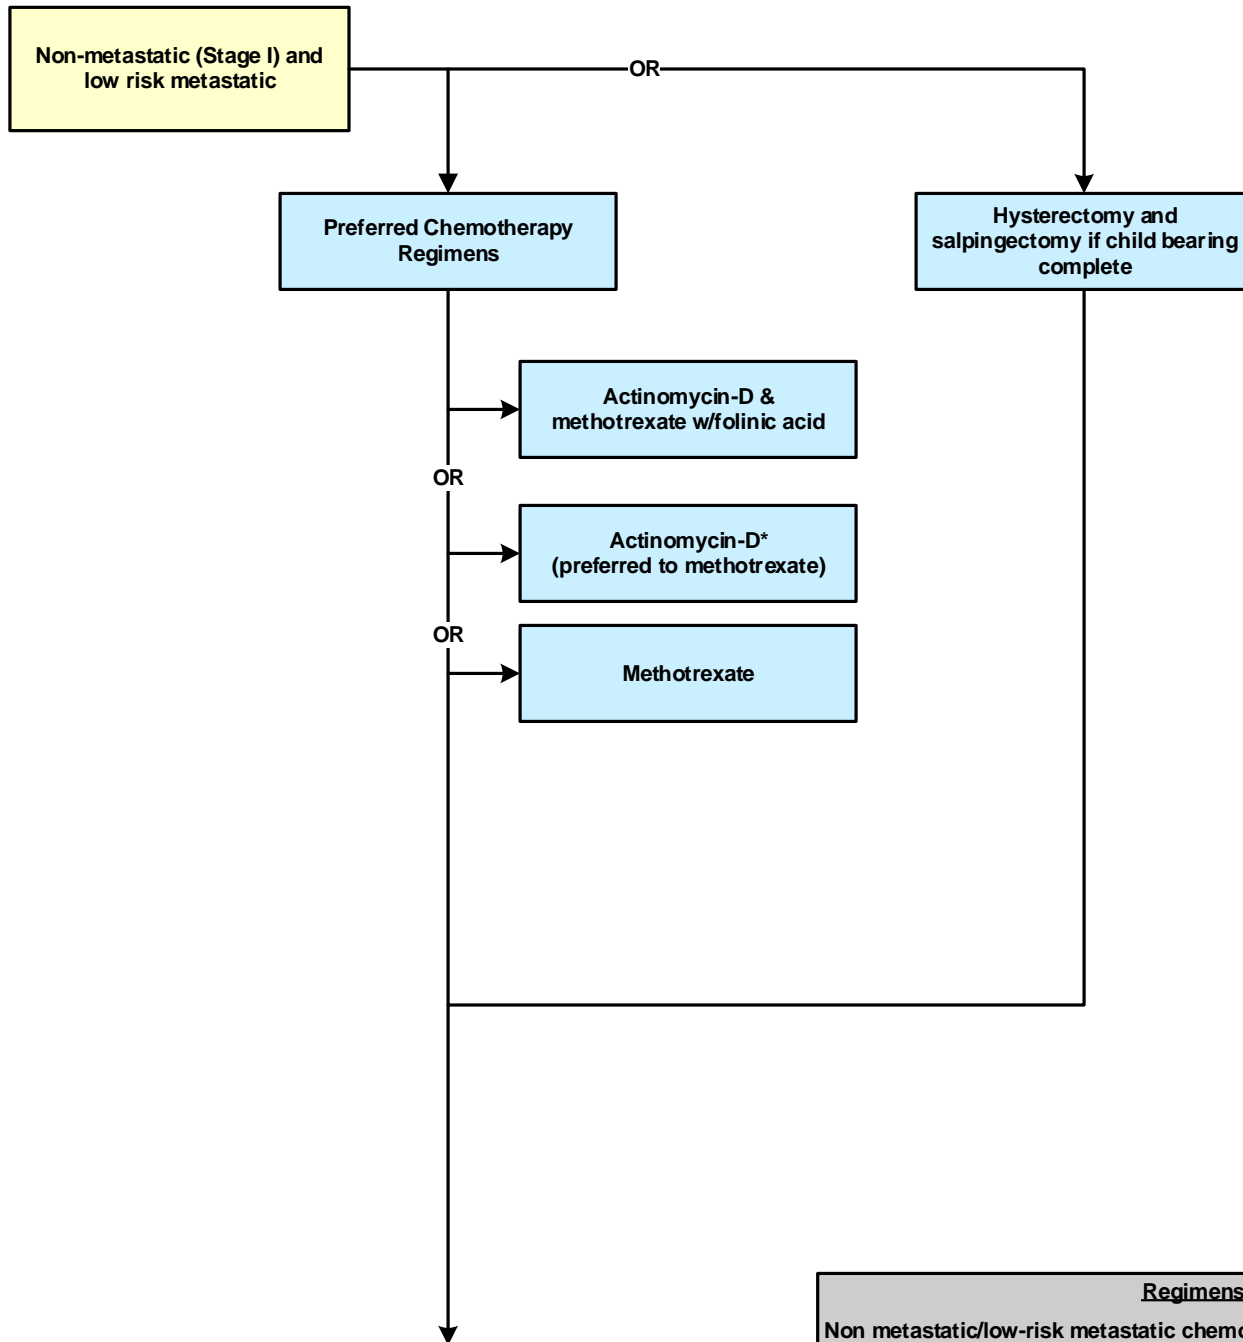 Non-metastatic (Stage I) and
low risk metastatic
OR
Preferred Chemotherapy
Regimens
Hysterectomy and
salpingectomy if child bearing
complete
Actinomycin-D &
methotrexate w/folinic acid
OR
Actinomycin-D*
(preferred to methotrexate)
OR
Methotrexate
Regimens
Non metastatic/low-risk metastatic